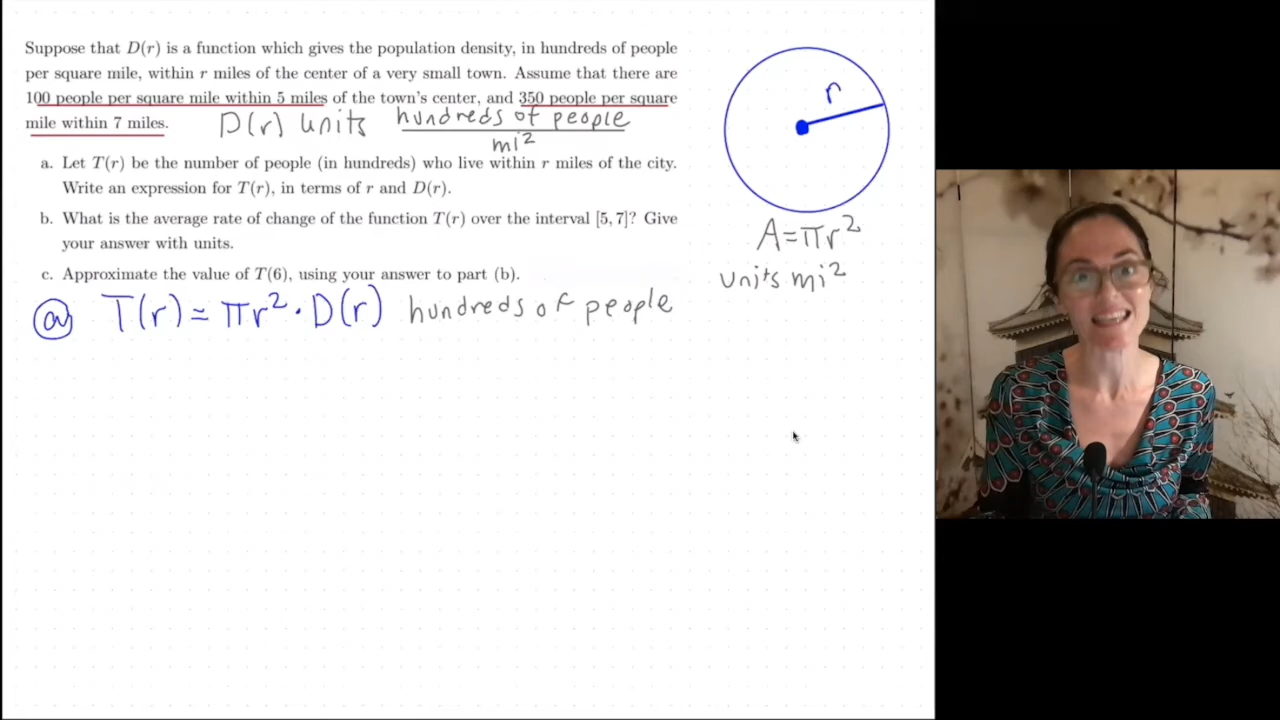 Suppose that D(r) is a function which gives the population density, in hundreds of people
per square mile, within r miles of the center of a very small town. Assume that there are
100 people per square mile within 5 miles of the town's center, and 350 people per square
mile within 7 miles.
D(r) units hundreds of people / mi²
a. Let T(r) be the number of people (in hundreds) who live within r miles of the city.
Write an expression for T(r), in terms of r and D(r).
b. What is the average rate of change of the function T(r) over the interval [5, 7]? Give
your answer with units.
c. Approximate the value of T(6), using your answer to part (b).
ⓐ T(r) = πr² · D(r) hundreds of people
r
A=πr²
units mi²